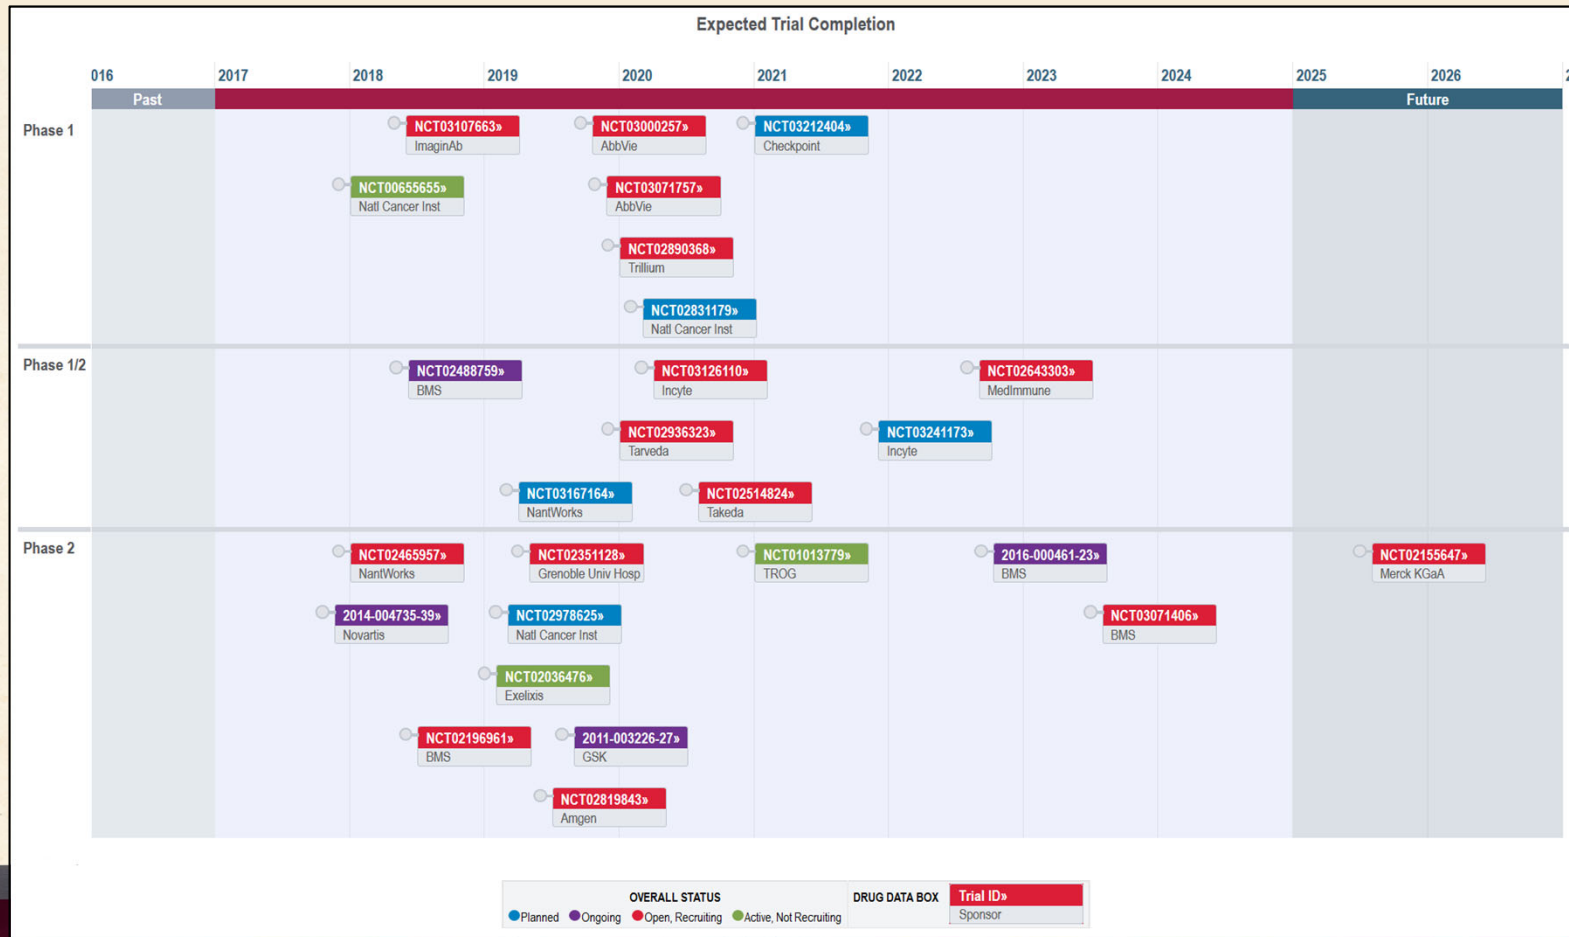 Expected Trial Completion
016 2017 2018 2019 2020 2021 2022 2023 2024 2025 2026 2
Past Future
Phase 1
NCT03107663» NCT03000257» NCT03212404»
ImaginAb AbbVie Checkpoint
NCT00655655» NCT03071757»
Natl Cancer Inst AbbVie
NCT02890368»
Trillium
NCT02831179»
Natl Cancer Inst
Phase 1/2
NCT02488759» NCT03126110» NCT02643303»
BMS Incyte MedImmune
NCT02936323» NCT03241173»
Tarveda Incyte
NCT03167164» NCT02514824»
NantWorks Takeda
Phase 2
NCT02465957» NCT02351128» NCT01013779» 2016-000461-23» NCT02155647»
NantWorks Grenoble Univ Hosp TROG BMS Merck KGaA
2014-004735-39» NCT02978625» NCT03071406»
Novartis Natl Cancer Inst BMS
NCT02036476»
Exelixis
NCT02196961» 2011-003226-27»
BMS GSK
NCT02819843»
Amgen
OVERALL STATUS DRUG DATA BOX Trial ID»
Planned Ongoing Open, Recruiting Active, Not Recruiting Sponsor